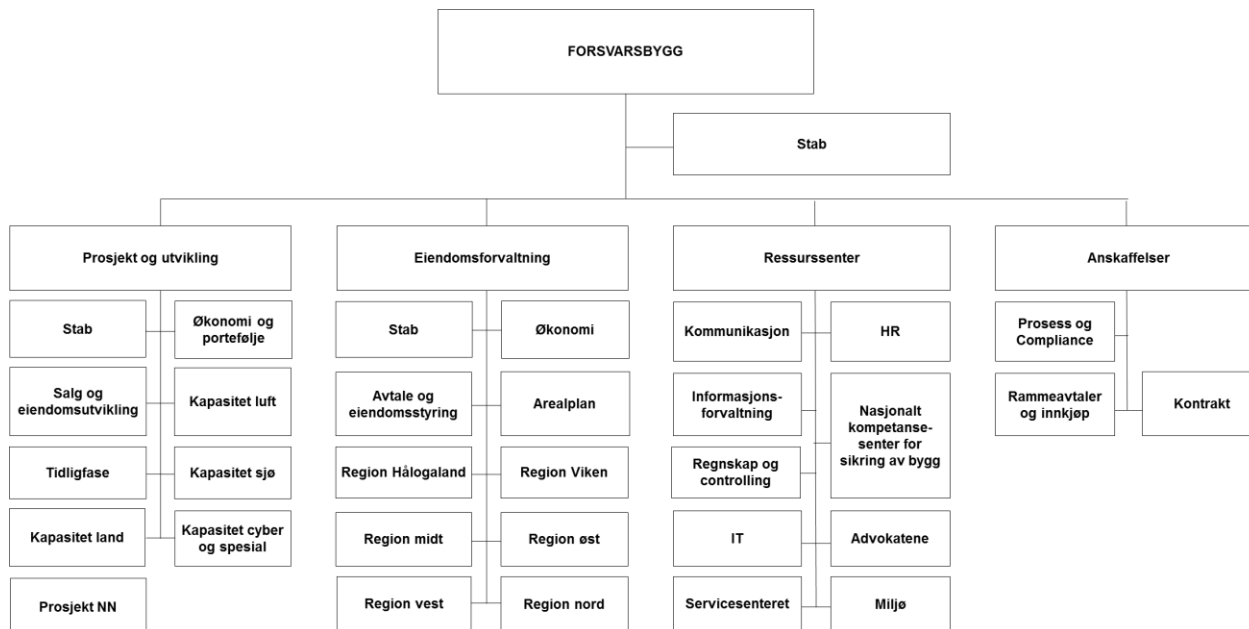 FORSVARSBYGG
Stab
Prosjekt og utvikling
Eiendomsforvaltning
Ressurssenter
Anskaffelser
Stab
Økonomi og
portefølje
Salg og
eiendomsutvikling
Kapasitet luft
Tidligfase
Kapasitet sjø
Kapasitet land
Kapasitet cyber
og spesial
Prosjekt NN
Stab
Økonomi
Avtale og
eiendomsstyring
Arealplan
Region Hålogaland
Region Viken
Region midt
Region øst
Region vest
Region nord
Kommunikasjon
HR
Informasjons-
forvaltning
Nasjonalt
kompetanse-
senter for
sikring av bygg
Regnskap og
controlling
IT
Advokatene
Servicesenteret
Miljø
Prosess og
Compliance
Rammeavtaler
og innkjøp
Kontrakt